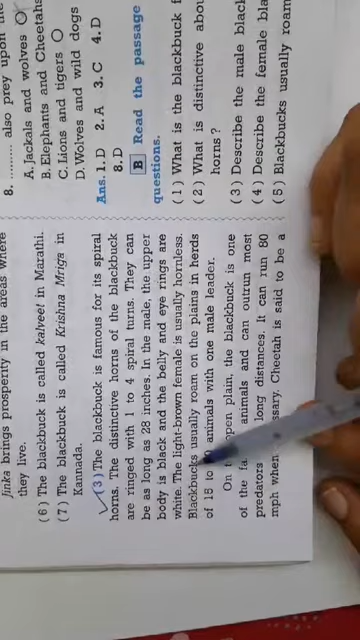 Jinka brings prosperity in the areas where
they live.
(6) The blackbuck is called kalveet in Marathi.
(7) The blackbuck is called Krishna Mriga in
Kannada.
(3) The blackbuck is famous for its spiral
horns. The distinctive horns of the blackbuck
are ringed with 1 to 4 spiral turns. They can
be as long as 28 inches. In the male, the upper
body is black and the belly and eye rings are
white. The light-brown female is usually hornless.
Blackbucks usually roam on the plains in herds
of 15 to animals with one male leader.
On open plain, the blackbuck is one
of the animals and can outrun most
predators long distances. It can run 80
mph when Cheetah is said to be a
8. ......... also prey upon the
A. Jackals and wolves
B. Elephants and Cheetahs
C. Lions and tigers
D. Wolves and wild dogs
Ans. 1. D 2. A 3. C 4. D
8. D
B Read the passage
questions.
(1) What is the blackbuck f
(2) What is distinctive abou
horns?
(3) Describe the male black
(4) Describe the female bla
(5) Blackbucks usually roam